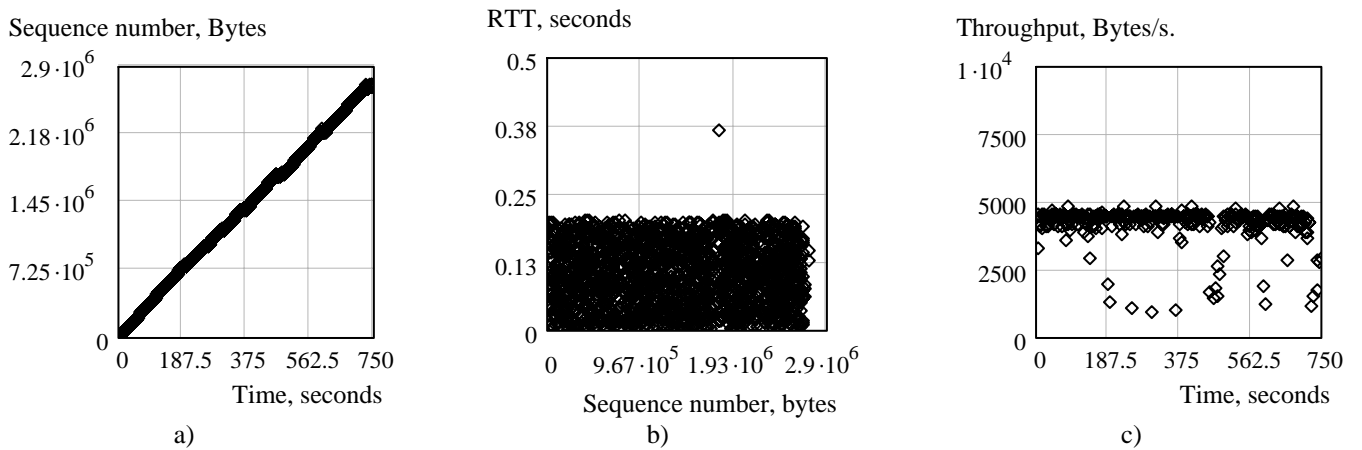 Sequence number, Bytes
2.9·10^6
2.18·10^6
1.45·10^6
7.25·10^5
0
0 187.5 375 562.5 750
Time, seconds
a)
RTT, seconds
0.5
0.38
0.25
0.13
0
0 9.67·10^5 1.93·10^6 2.9·10^6
Sequence number, bytes
b)
Throughput, Bytes/s.
1·10^4
7500
5000
2500
0
0 187.5 375 562.5 750
Time, seconds
c)